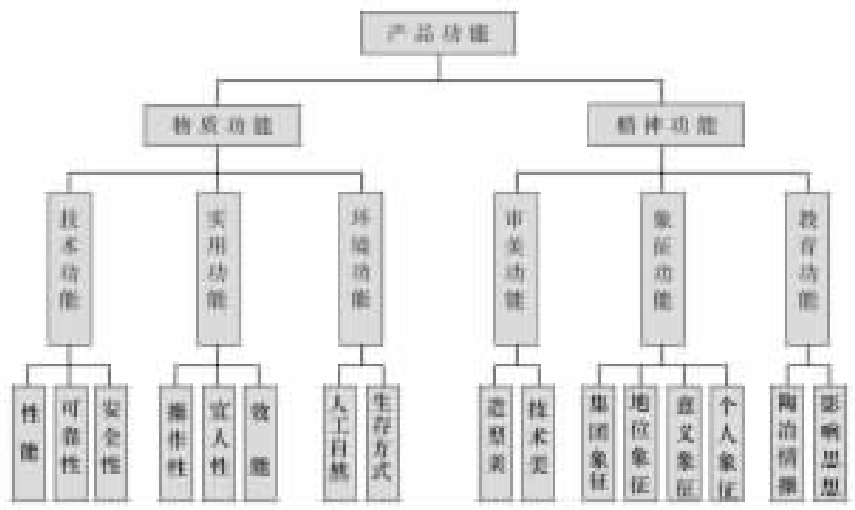 产品功能
物质功能
精神功能
技术功能
实用功能
环境功能
审美功能
象征功能
教育功能
性能
可靠性
安全性
操作性
宜人性
效能
人工自然
生存方式
造型美
技术美
集团象征
地位象征
意义象征
个人象征
陶冶情操
影响思想